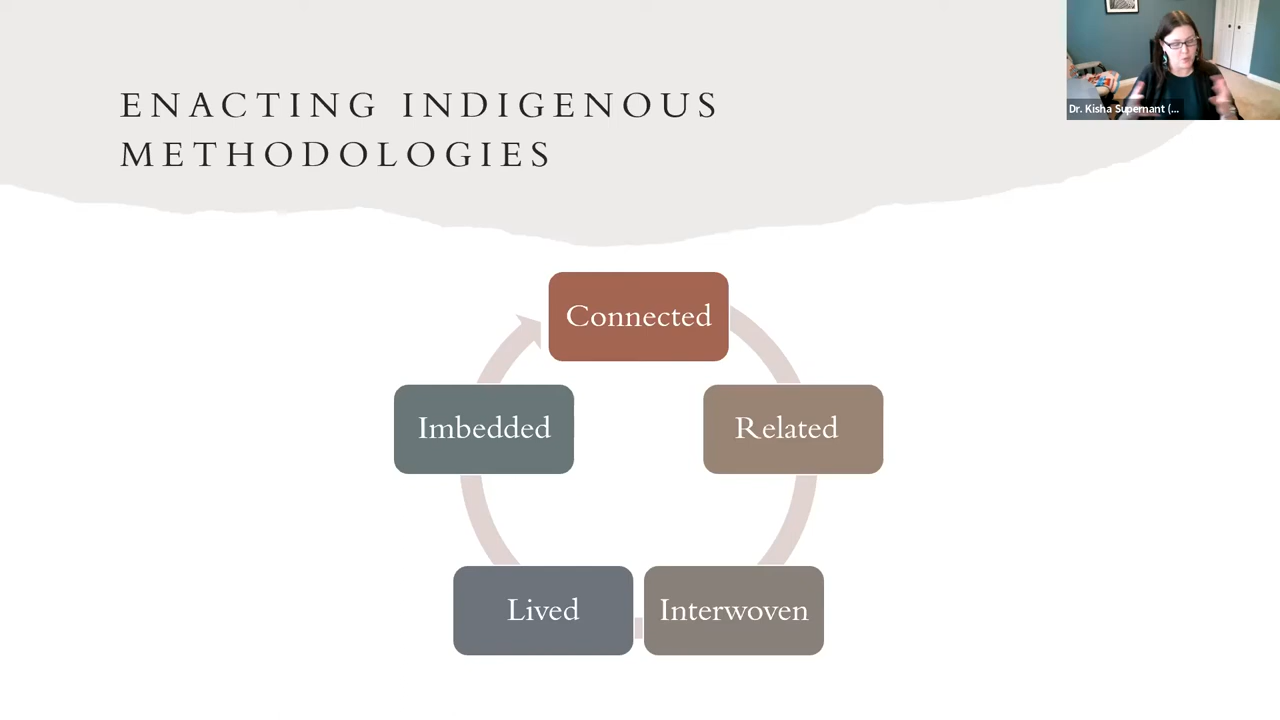 ENACTING INDIGENOUS
METHODOLOGIES
Dr. Kisha Supernant (...
Connected
Imbedded
Related
Lived
Interwoven